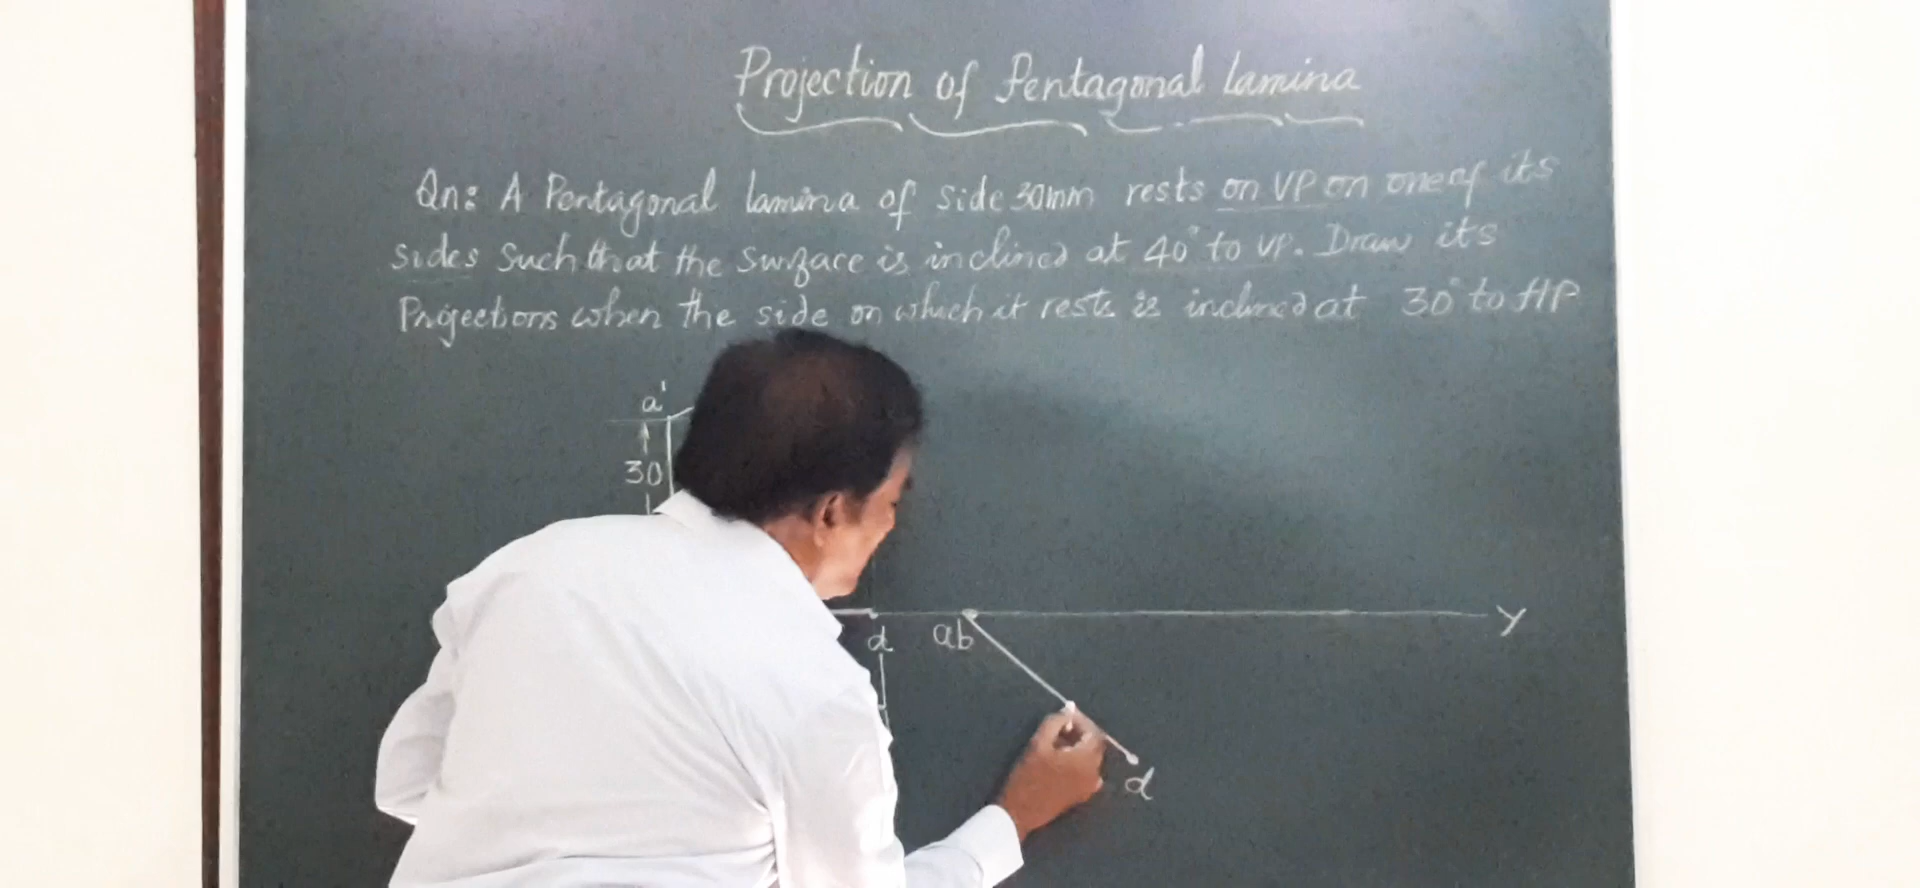 Projection of Pentagonal Lamina
Qn: A Pentagonal lamina of side 30mm rests on VP on one of its
sides such that the surface is inclined at 40° to VP. Draw its
Projections when the side on which it rests is inclined at 30° to HP
a'
30
d ab Y
d